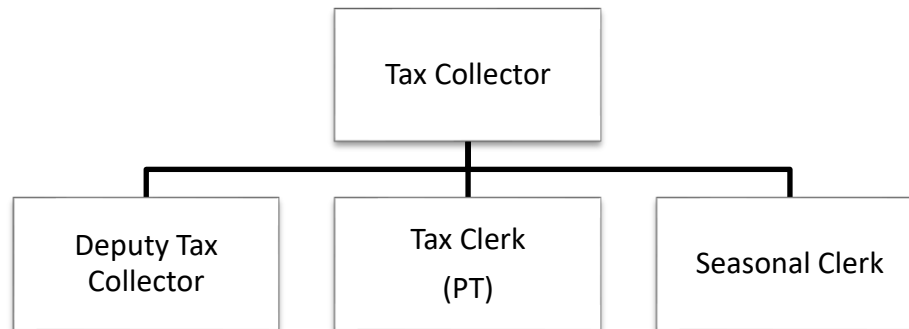 Tax Collector
Deputy Tax
Collector
Tax Clerk
(PT)
Seasonal Clerk